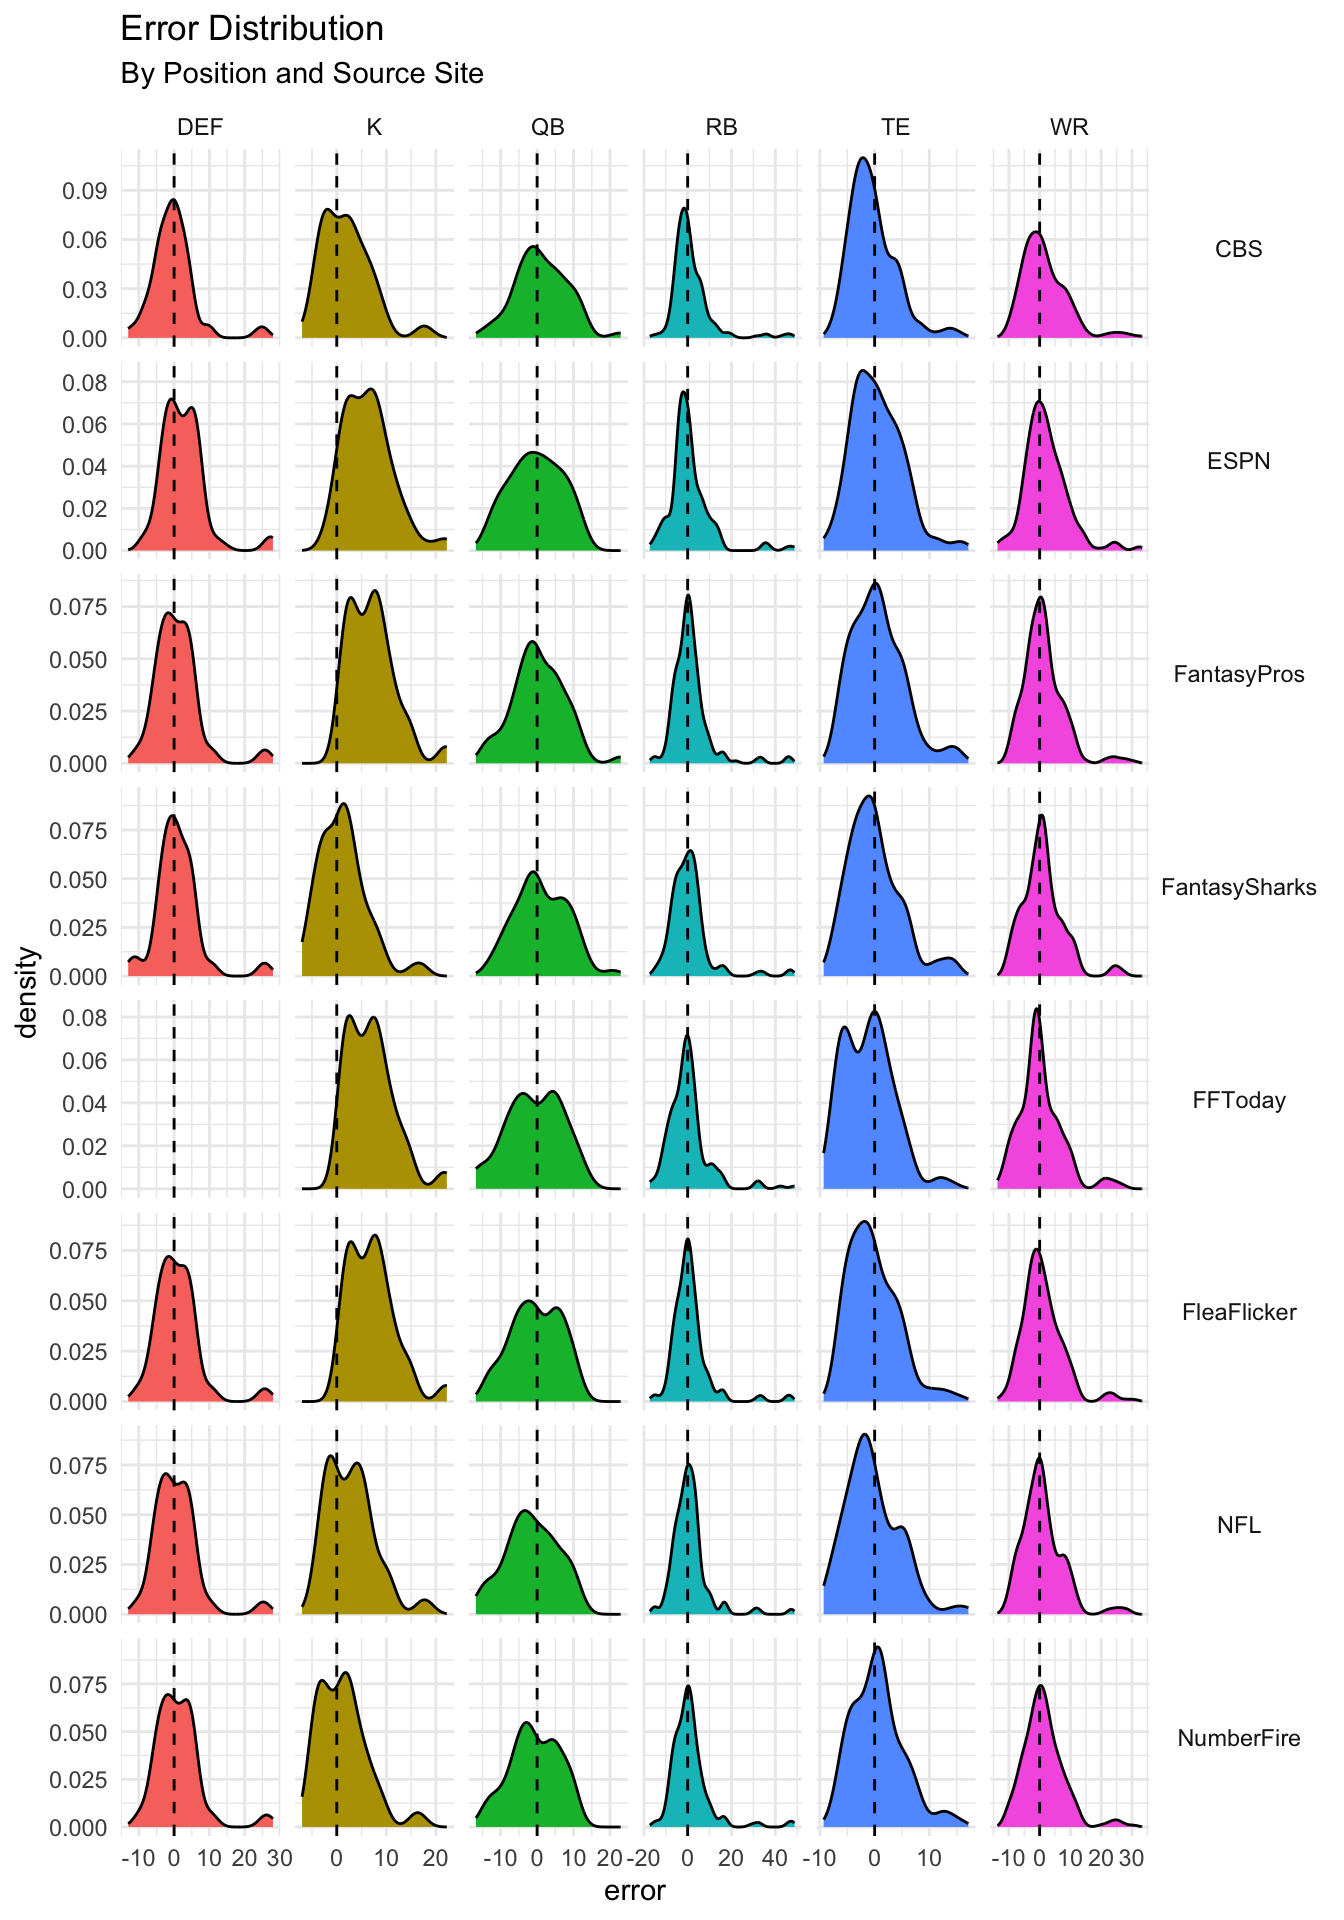 Error Distribution
By Position and Source Site
DEF K QB RB TE WR
0.09
0.06
0.03
0.00
CBS
0.08
0.06
0.04
0.02
0.00
ESPN
0.075
0.050
0.025
0.000
FantasyPros
0.075
0.050
0.025
0.000
FantasySharks
density
0.08
0.06
0.04
0.02
0.00
FFToday
0.075
0.050
0.025
0.000
FleaFlicker
0.075
0.050
0.025
0.000
NFL
0.075
0.050
0.025
0.000
NumberFire
-10 0 10 20 30 0 10 20 -10 0 10 20 -20 0 20 40 -10 0 10 -10 0 10 20 30
error